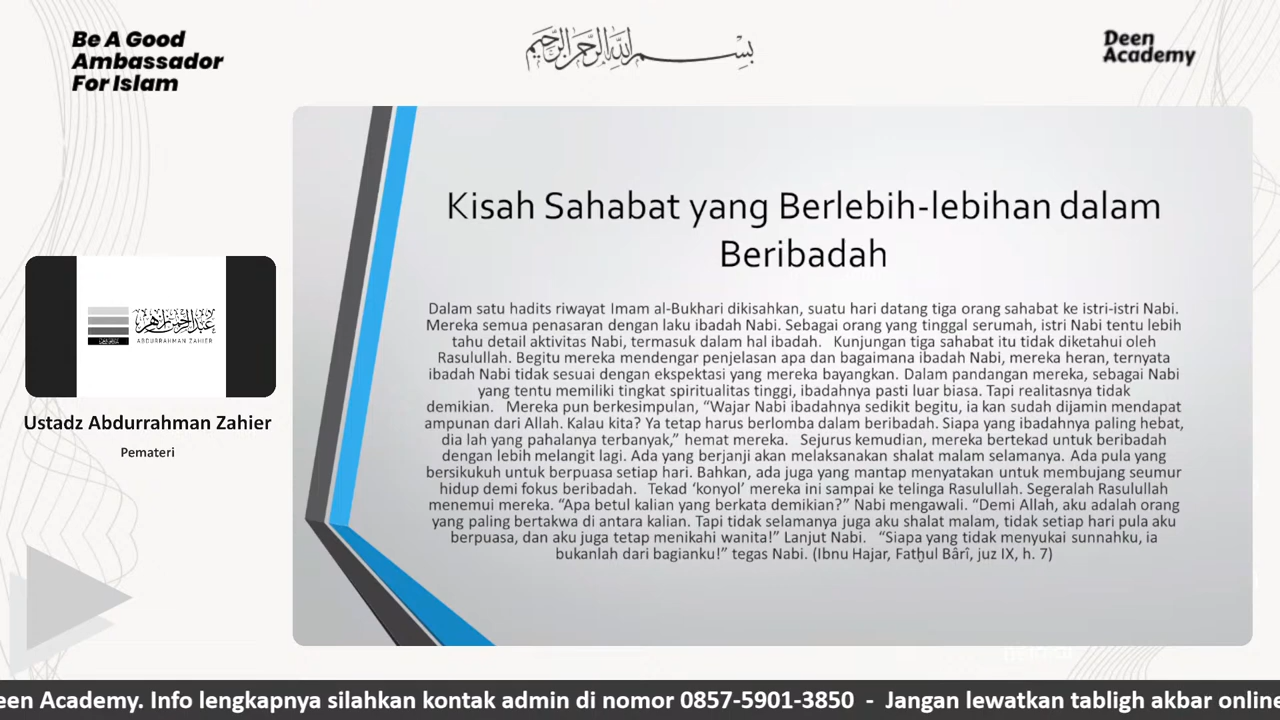 Be A Good
Ambassador
For Islam
بسم الله الرحمن الرحيم
Deen
Academy
Kisah Sahabat yang Berlebih-lebihan dalam
Beribadah
Dalam satu hadits riwayat Imam al-Bukhari dikisahkan, suatu hari datang tiga orang sahabat ke istri-istri Nabi.
Mereka semua penasaran dengan laku ibadah Nabi. Sebagai orang yang tinggal serumah, istri Nabi tentu lebih
tahu detail aktivitas Nabi, termasuk dalam hal ibadah.   Kunjungan tiga sahabat itu tidak diketahui oleh
Rasulullah. Begitu mereka mendengar penjelasan apa dan bagaimana ibadah Nabi, mereka heran, ternyata
ibadah Nabi tidak sesuai dengan ekspektasi yang mereka bayangkan. Dalam pandangan mereka, sebagai Nabi
yang tentu memiliki tingkat spiritualitas tinggi, ibadahnya pasti luar biasa. Tapi realitasnya tidak
demikian.   Mereka pun berkesimpulan, “Wajar Nabi ibadahnya sedikit begitu, ia kan sudah dijamin mendapat
ampunan dari Allah. Kalau kita? Ya tetap harus berlomba dalam beribadah. Siapa yang ibadahnya paling hebat,
dia lah yang pahalanya terbanyak,” hemat mereka.   Sejurus kemudian, mereka bertekad untuk beribadah
dengan lebih melangit lagi. Ada yang berjanji akan melaksanakan shalat malam selamanya. Ada pula yang
bersikukuh untuk berpuasa setiap hari. Bahkan, ada juga yang mantap menyatakan untuk membujang seumur
hidup demi fokus beribadah.   Tekad ‘konyol’ mereka ini sampai ke telinga Rasulullah. Segeralah Rasulullah
menemui mereka. “Apa betul kalian yang berkata demikian?” Nabi mengawali. “Demi Allah, aku adalah orang
yang paling bertakwa di antara kalian. Tapi tidak selamanya juga aku shalat malam, tidak setiap hari pula aku
berpuasa, dan aku juga tetap menikahi wanita!” Lanjut Nabi.   “Siapa yang tidak menyukai sunnahku, ia
bukanlah dari bagianku!” tegas Nabi. (Ibnu Hajar, Fatḫul Bârî, juz IX, h. 7)
عبدالرحمن زاهر
ABDURRAHMAN ZAHIER
Ustadz Abdurrahman Zahier
Pemateri
een Academy. Info lengkapnya silahkan kontak admin di nomor 0857-5901-3850  -  Jangan lewatkan tabligh akbar online